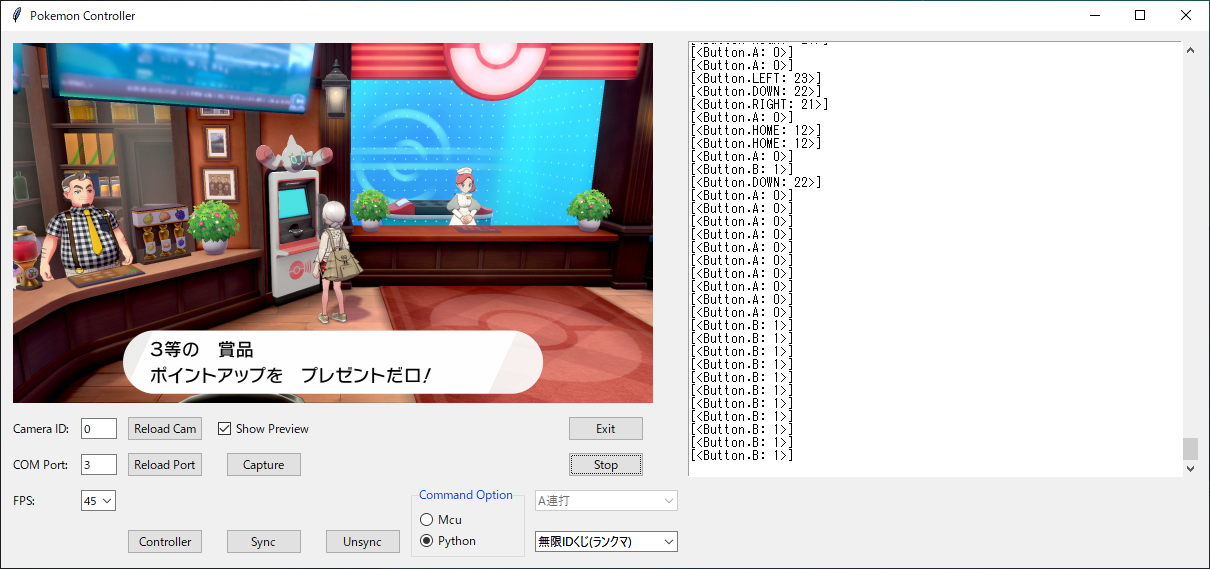 Pokemon Controller
3等の 賞品
ポイントアップを プレゼントだロ!
[<Button.A: 0>]
[<Button.A: 0>]
[<Button.LEFT: 23>]
[<Button.DOWN: 22>]
[<Button.RIGHT: 21>]
[<Button.A: 0>]
[<Button.HOME: 12>]
[<Button.HOME: 12>]
[<Button.A: 0>]
[<Button.B: 1>]
[<Button.DOWN: 22>]
[<Button.A: 0>]
[<Button.A: 0>]
[<Button.A: 0>]
[<Button.A: 0>]
[<Button.A: 0>]
[<Button.A: 0>]
[<Button.A: 0>]
[<Button.A: 0>]
[<Button.A: 0>]
[<Button.A: 0>]
[<Button.B: 1>]
[<Button.B: 1>]
[<Button.B: 1>]
[<Button.B: 1>]
[<Button.B: 1>]
[<Button.B: 1>]
[<Button.B: 1>]
[<Button.B: 1>]
[<Button.B: 1>]
[<Button.B: 1>]
[<Button.B: 1>]
Camera ID: 0 Reload Cam Show Preview Exit
COM Port: 3 Reload Port Capture Stop
FPS: 45
Command Option
A連打
Mcu
Controller Sync Unsync Python 無限IDくじ(ランクマ)